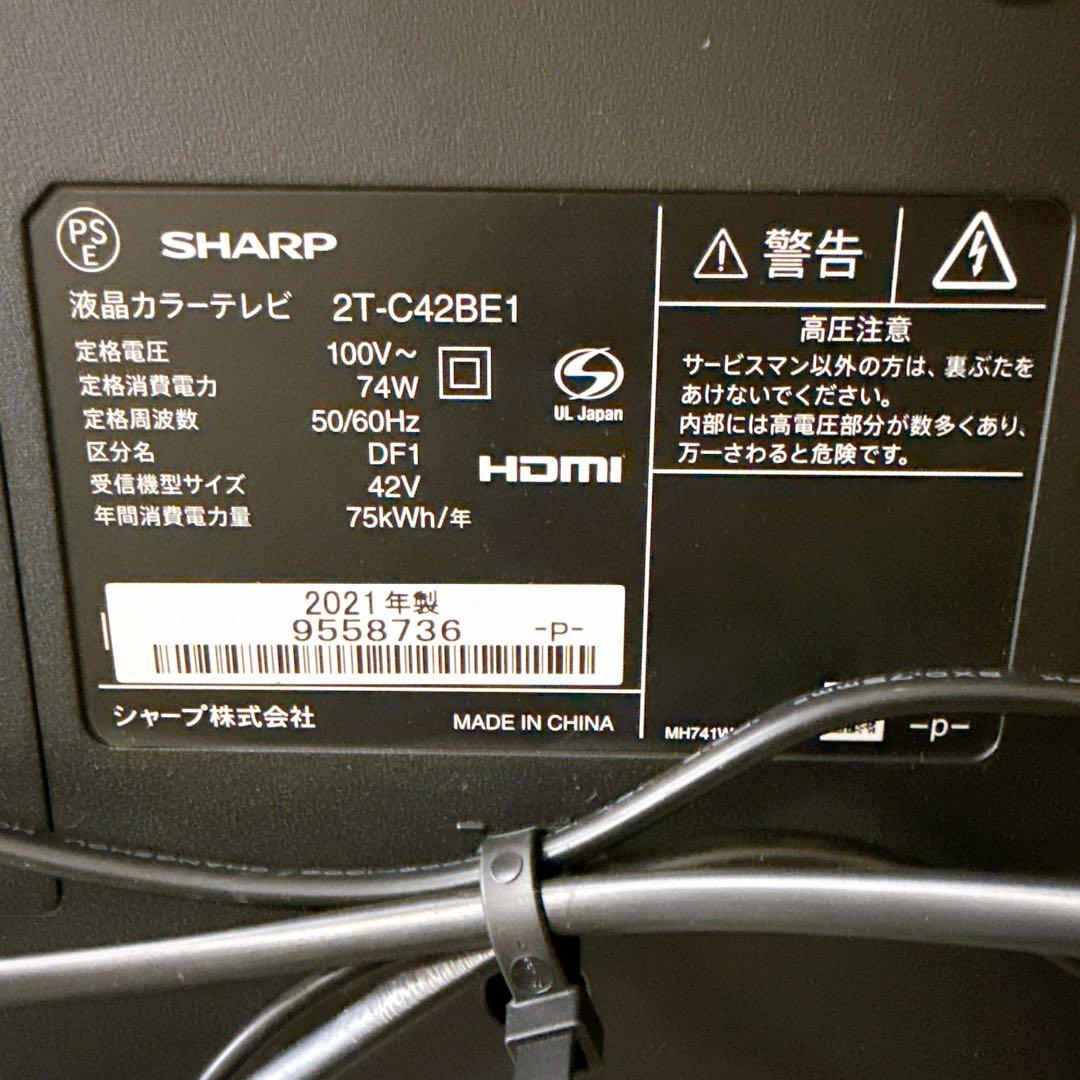 PSE
SHARP
液晶カラーテレビ 2T-C42BE1
定格電圧 100V~
定格消費電力 74W
定格周波数 50/60Hz
区分名 DF1
受信機型サイズ 42V
年間消費電力量 75kWh/年
UL Japan
HDMI
2021年製
9558736 -P-
シャープ株式会社 MADE IN CHINA
警告
高圧注意
サービスマン以外の方は、裏ぶたを
あけないでください。
内部には高電圧部分が数多くあり、
万一さわると危険です。
-p-